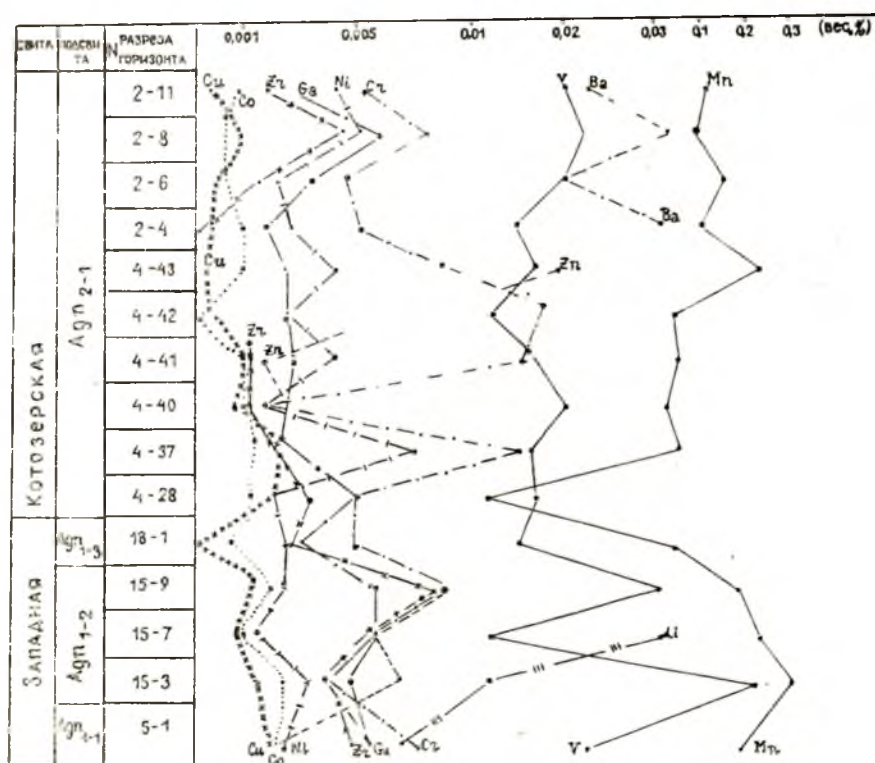 0,001 0,005 0,01 0,02 0,03 0,1 0,2 0,3 (вес,%)
СВИТА ПОДСВИТА N РАЗРЕЗА ГОРИЗОНТА
КОТОЗЕРСКАЯ
ЗАПАДНАЯ
Agn2-1
Agn1-3
Agn1-2
Agn1-1
2-11
2-8
2-6
2-4
4-43
4-42
4-41
4-40
4-37
4-28
18-1
15-9
15-7
15-3
5-1
Cu Co Zr Ga Ni Cr V Ba Mn
Ba
Cu Zn
Zr
Zn
Li
Cu Co Ni Zr Ga Cr V Mn